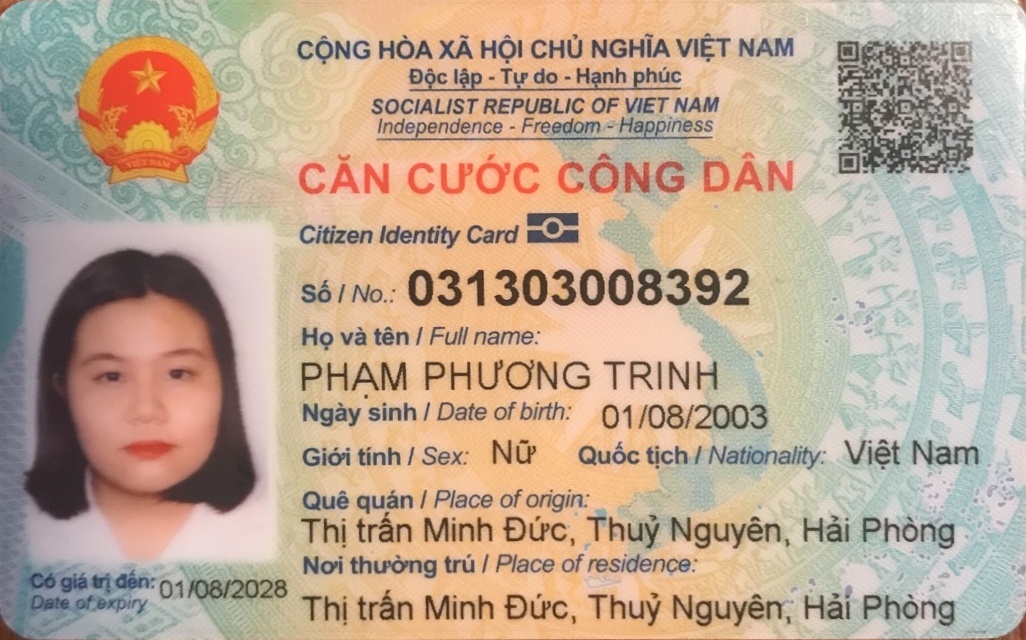 CỘNG HÒA XÃ HỘI CHỦ NGHĨA VIỆT NAM
Độc lập - Tự do - Hạnh phúc
SOCIALIST REPUBLIC OF VIET NAM
Independence - Freedom - Happiness
VIỆT NAM
CĂN CƯỚC CÔNG DÂN
Citizen Identity Card
Số / No.: 031303008392
Họ và tên / Full name:
PHẠM PHƯƠNG TRINH
Ngày sinh / Date of birth: 01/08/2003
Giới tính / Sex: Nữ Quốc tịch / Nationality: Việt Nam
Quê quán / Place of origin:
Thị trấn Minh Đức, Thuỷ Nguyên, Hải Phòng
Nơi thường trú / Place of residence:
Thị trấn Minh Đức, Thuỷ Nguyên, Hải Phòng
Có giá trị đến: 01/08/2028
Date of expiry